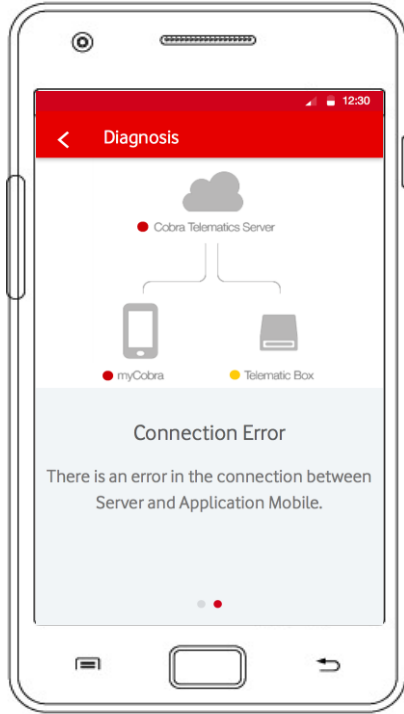 12:30
Diagnosis
Cobra Telematics Server
myCobra
Telematic Box
Connection Error
There is an error in the connection between
Server and Application Mobile.